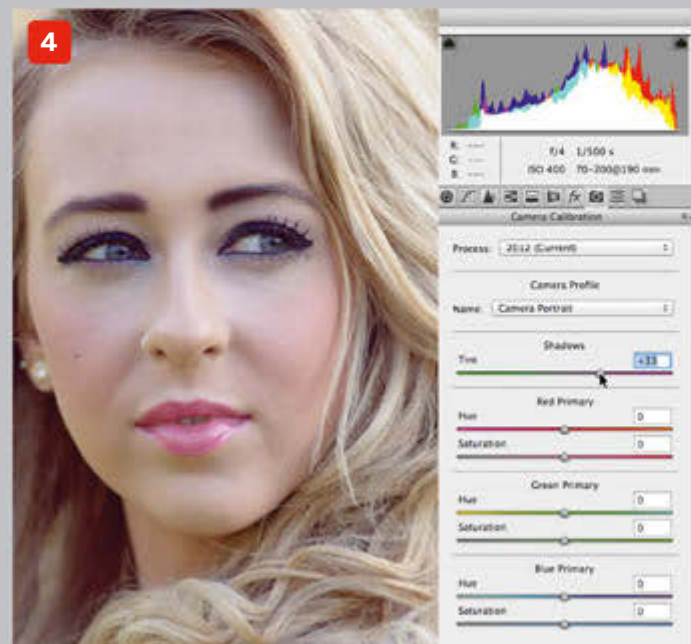 4
R: ---
G: ---
B: ---
f/4 1/500 s
ISO 400 70-200@190 mm
fx
Camera Calibration
Process: 2012 (Current)
Camera Profile
Name: Camera Portrait
Shadows
Tint +33
Red Primary
Hue 0
Saturation 0
Green Primary
Hue 0
Saturation 0
Blue Primary
Hue 0
Saturation 0